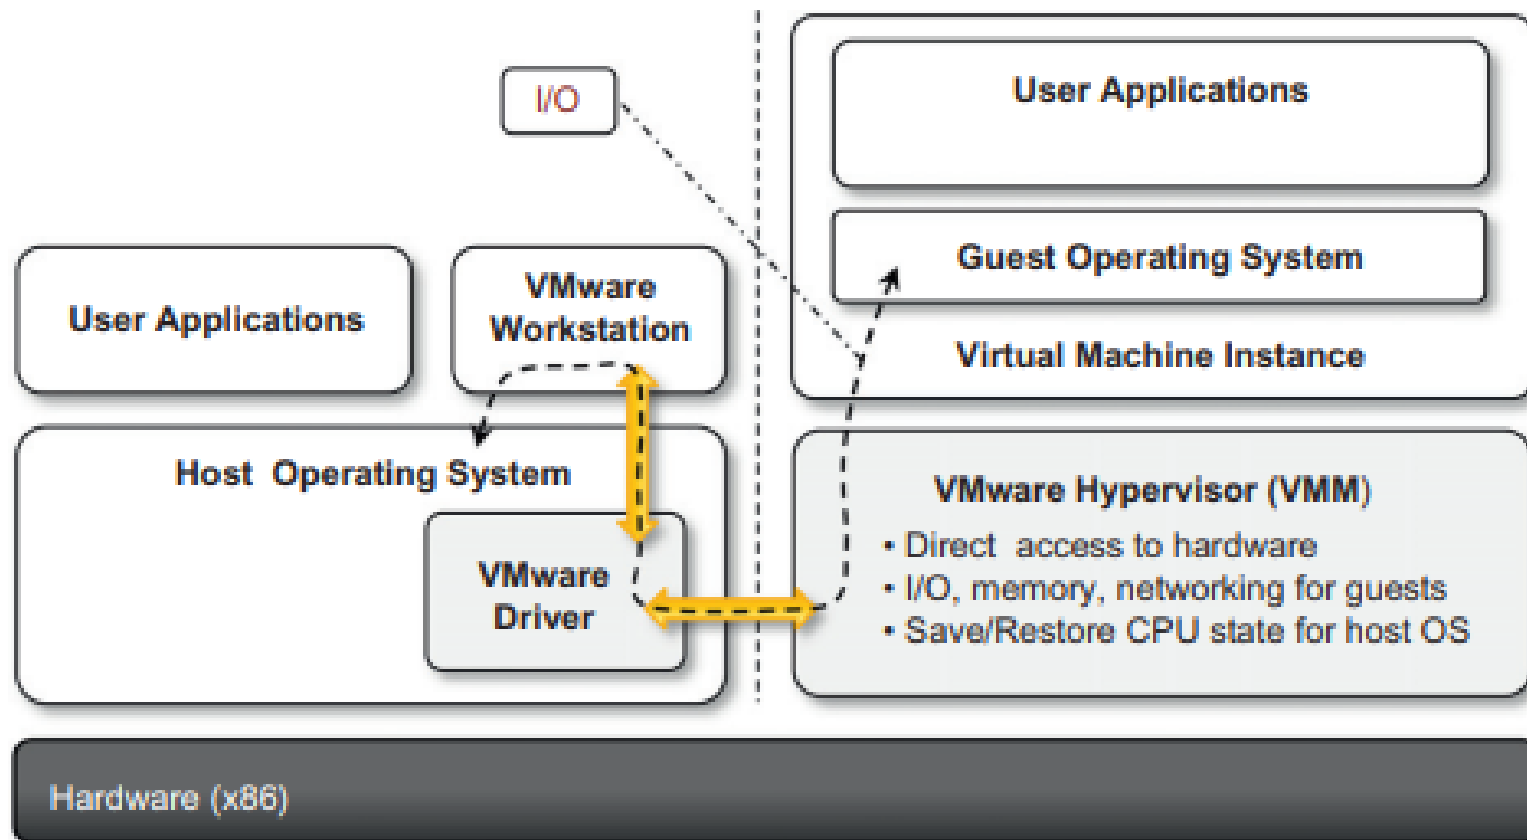 I/O
User Applications
Guest Operating System
Virtual Machine Instance
User Applications
VMware
Workstation
Host Operating System
VMware
Driver
VMware Hypervisor (VMM)
• Direct access to hardware
• I/O, memory, networking for guests
• Save/Restore CPU state for host OS
Hardware (x86)